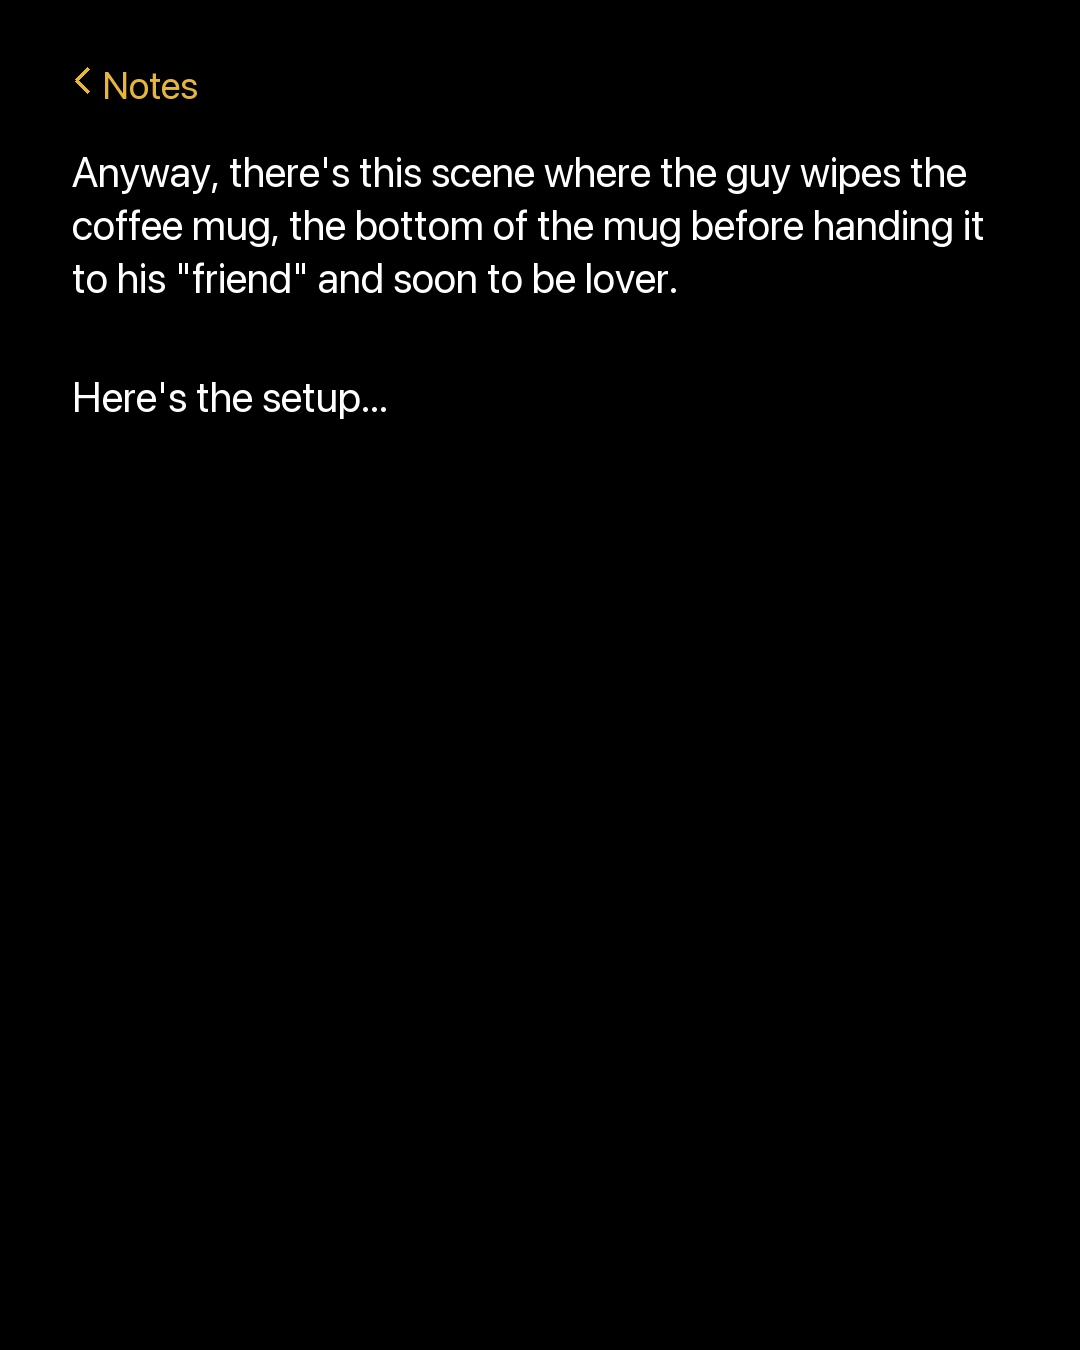 Notes
Anyway, there's this scene where the guy wipes the
coffee mug, the bottom of the mug before handing it
to his "friend" and soon to be lover.
Here's the setup...